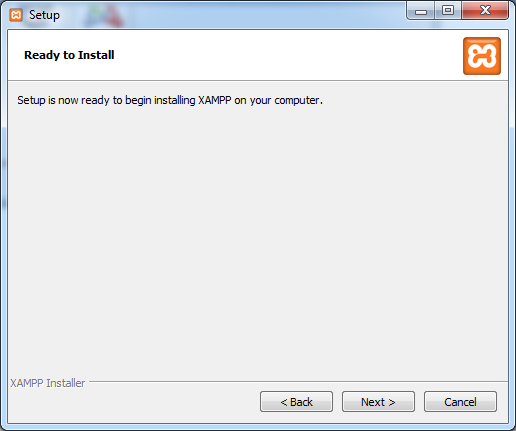 Setup
Ready to Install
Setup is now ready to begin installing XAMPP on your computer.
XAMPP Installer
< Back
Next >
Cancel